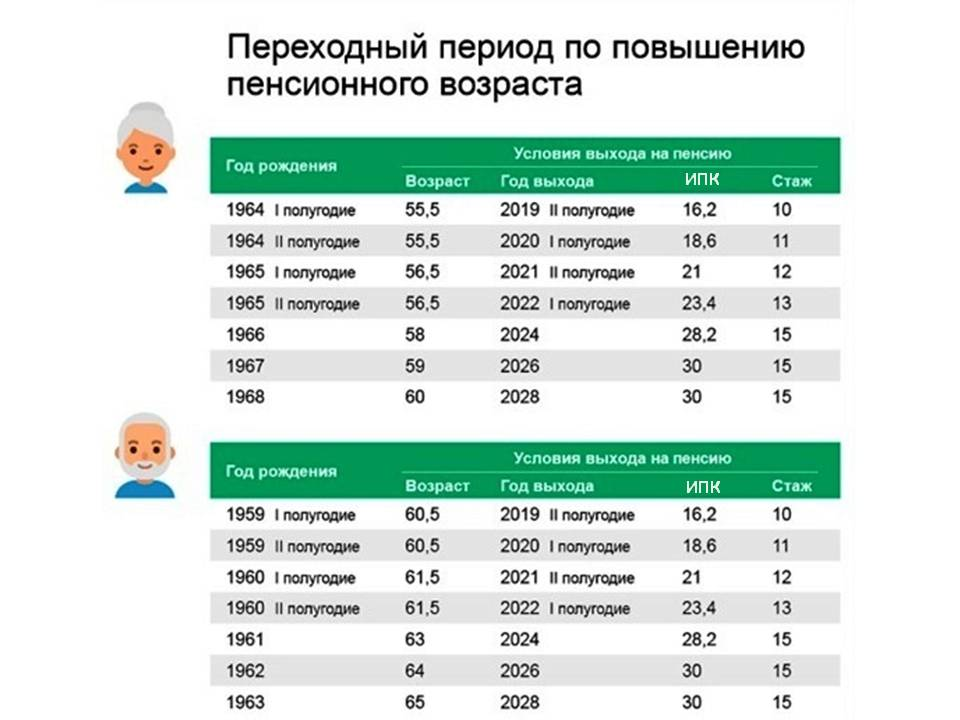 Переходный период по повышению
пенсионного возраста
Год рождения
Условия выхода на пенсию
Возраст Год выхода ИПК Стаж
1964 I полугодие 55,5 2019 II полугодие 16,2 10
1964 II полугодие 55,5 2020 I полугодие 18,6 11
1965 I полугодие 56,5 2021 II полугодие 21 12
1965 II полугодие 56,5 2022 I полугодие 23,4 13
1966 58 2024 28,2 15
1967 59 2026 30 15
1968 60 2028 30 15
Год рождения
Условия выхода на пенсию
Возраст Год выхода ИПК Стаж
1959 I полугодие 60,5 2019 II полугодие 16,2 10
1959 II полугодие 60,5 2020 I полугодие 18,6 11
1960 I полугодие 61,5 2021 II полугодие 21 12
1960 II полугодие 61,5 2022 I полугодие 23,4 13
1961 63 2024 28,2 15
1962 64 2026 30 15
1963 65 2028 30 15